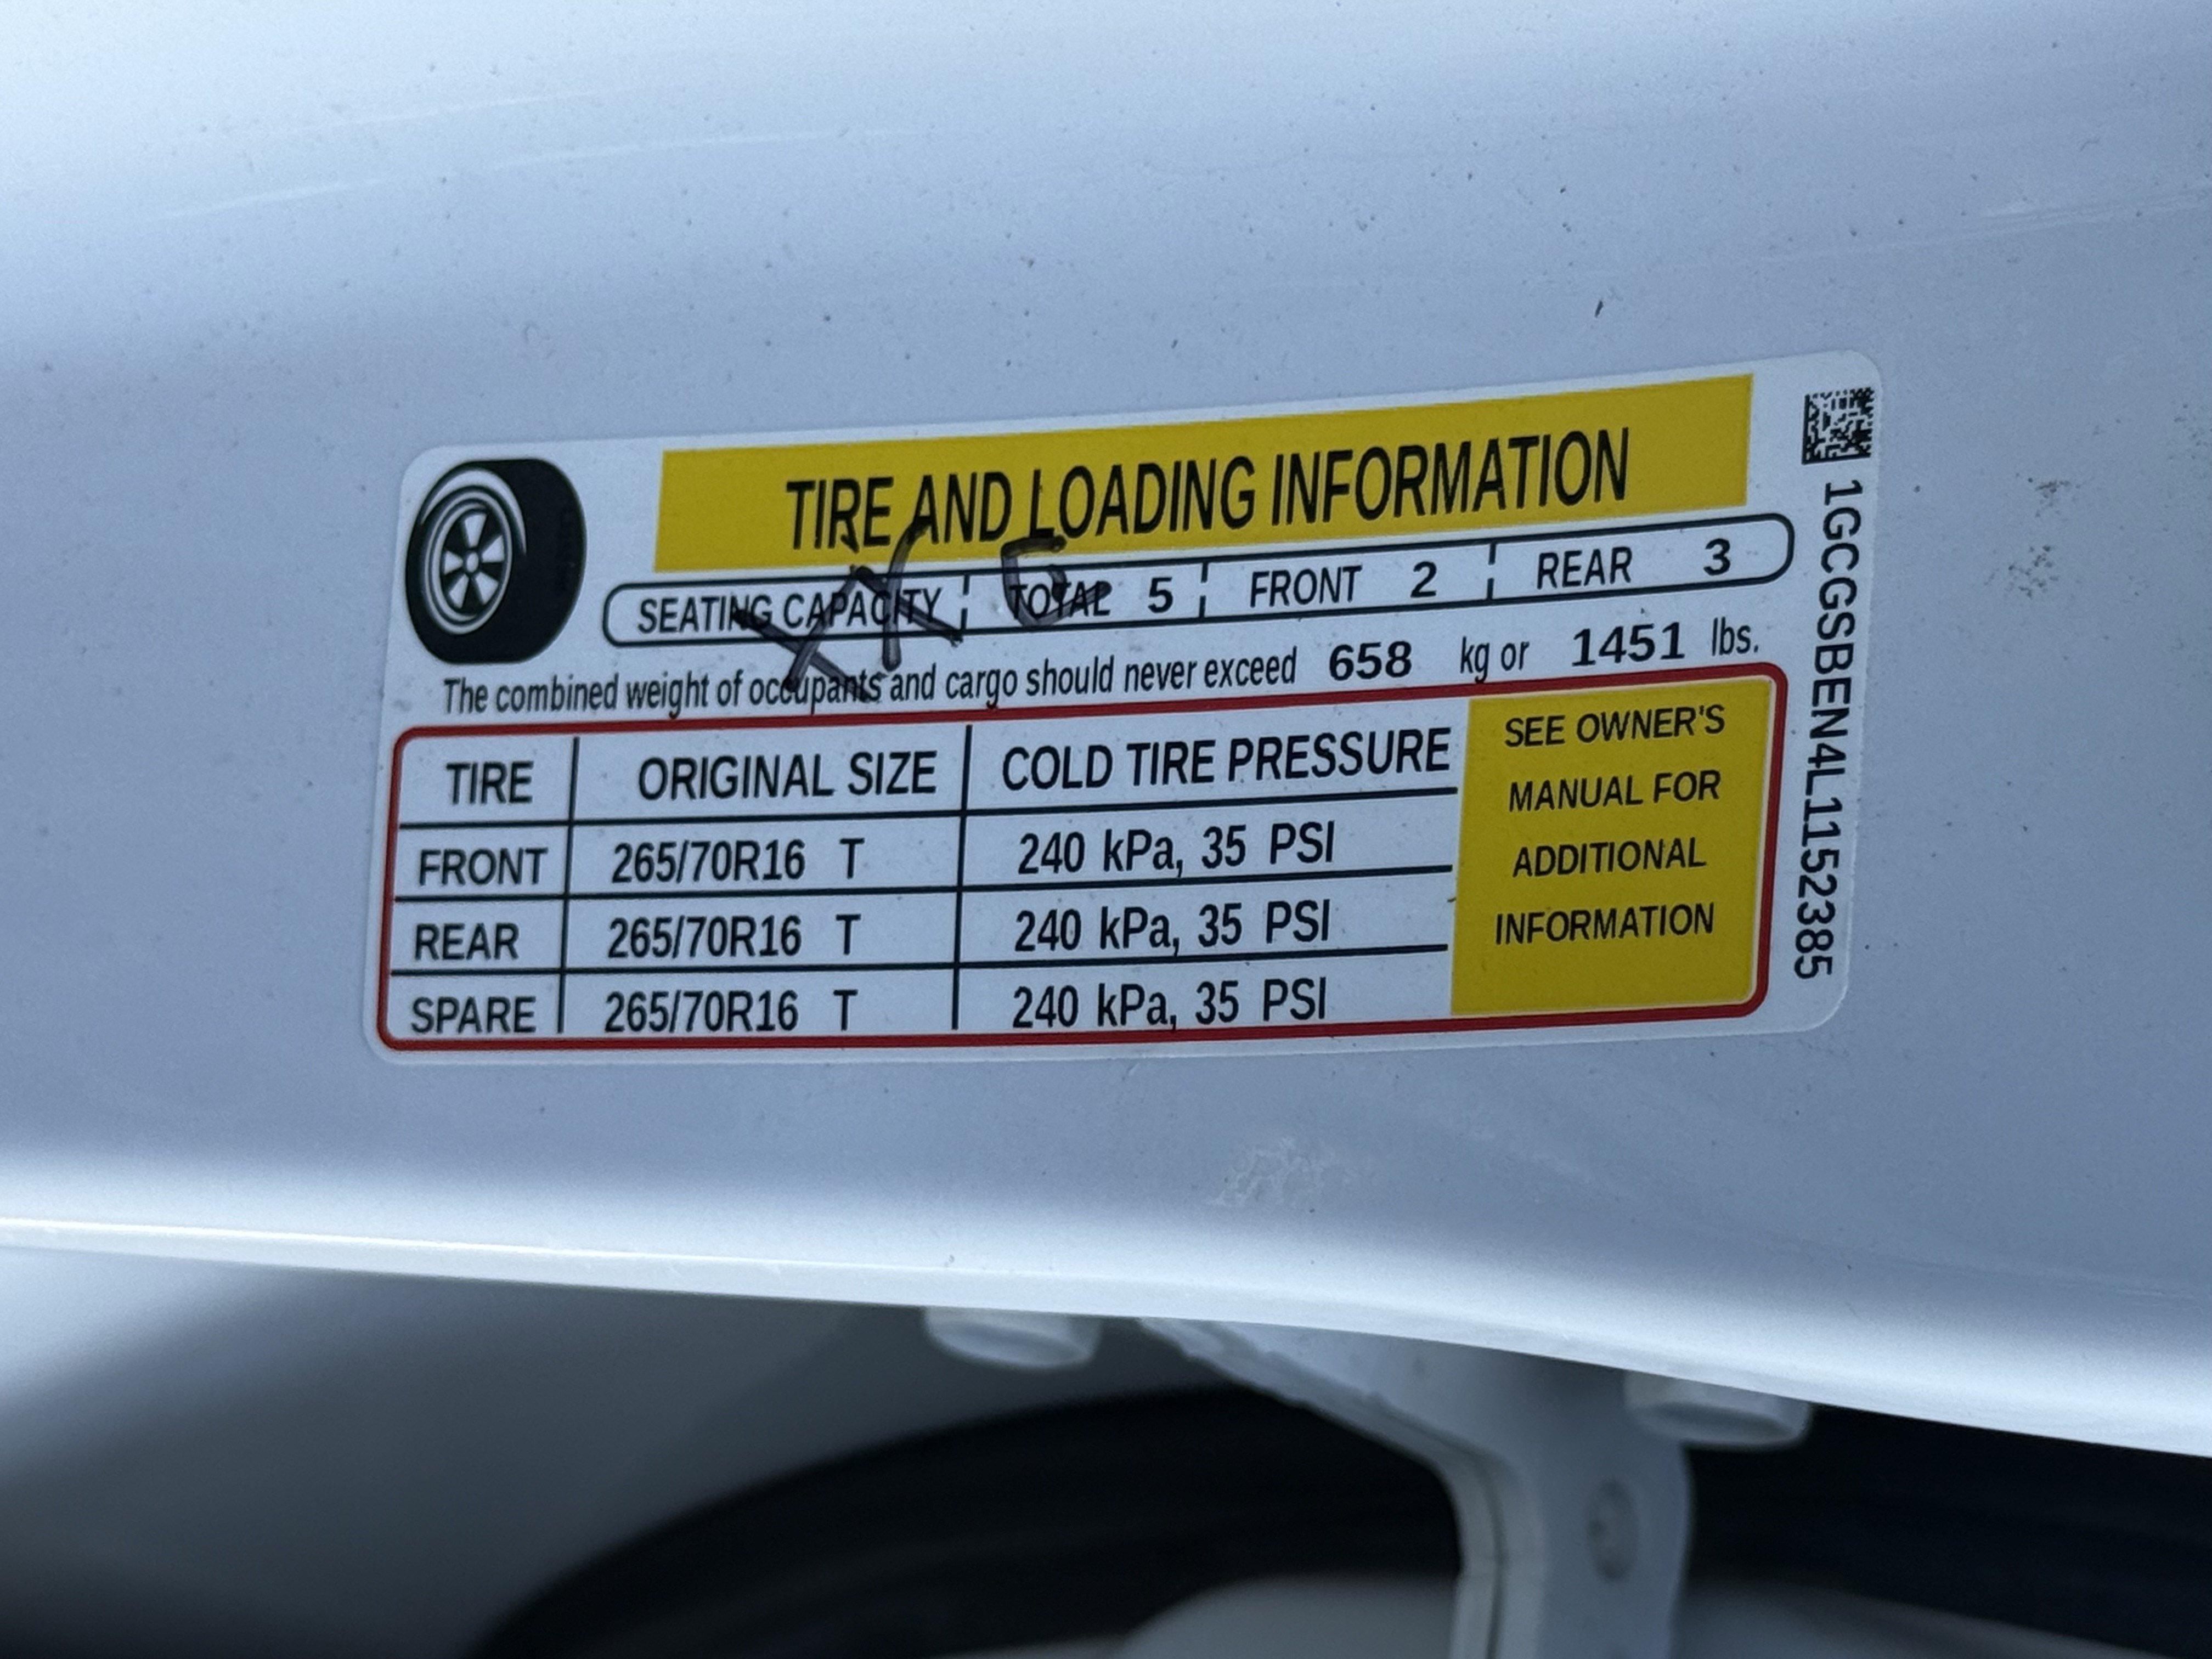 TIRE AND LOADING INFORMATION
SEATING CAPACITY TOTAL 5 FRONT 2 REAR 3
The combined weight of occupants and cargo should never exceed 658 kg or 1451 lbs.
TIRE ORIGINAL SIZE COLD TIRE PRESSURE
FRONT 265/70R16 T 240 kPa, 35 PSI
REAR 265/70R16 T 240 kPa, 35 PSI
SPARE 265/70R16 T 240 kPa, 35 PSI
SEE OWNER'S
MANUAL FOR
ADDITIONAL
INFORMATION
1GCGSBEN4L1152385